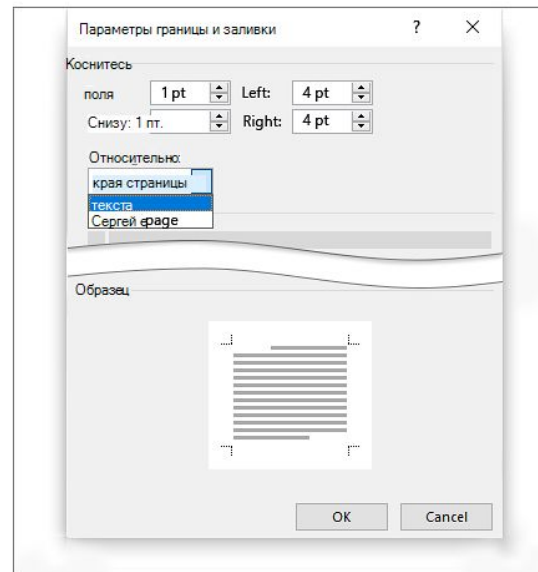 Параметры границы и заливки ? ×
Коснитесь
поля 1 pt Left: 4 pt
Снизу: 1 пт. Right: 4 pt
Относительно:
края страницы
текста
Сергей еpage
Образец
OK Cancel